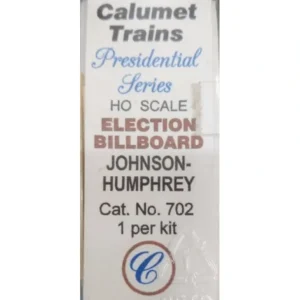 Calumet
Trains
Presidential
Series
HO SCALE
ELECTION
BILLBOARD
JOHNSON-
HUMPHREY
Cat. No. 702
1 per kit
C